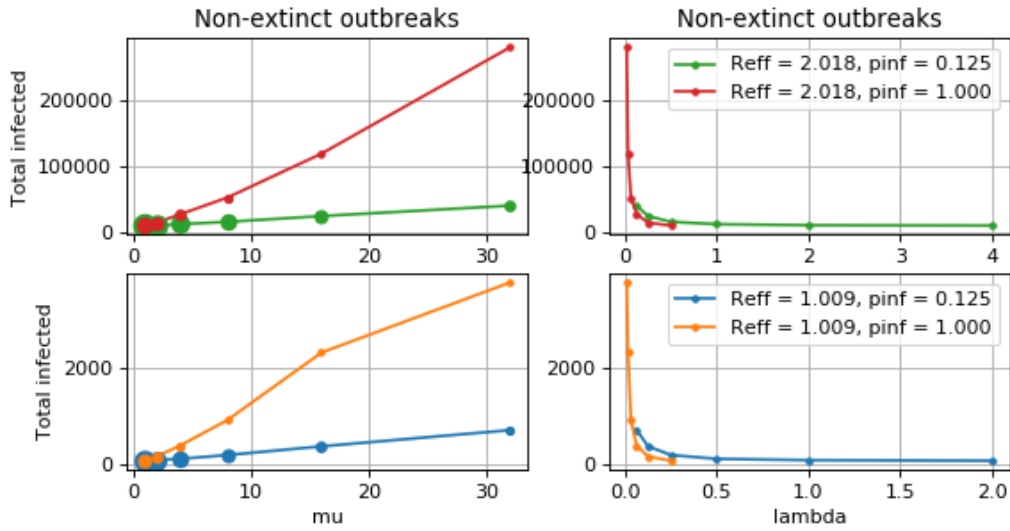 Non-extinct outbreaks
Total infected
200000
100000
0
0
10
20
30
Non-extinct outbreaks
200000
100000
0
0
1
2
3
4
Reff = 2.018, pinf = 0.125
Reff = 2.018, pinf = 1.000
Total infected
2000
0
0
10
20
30
mu
2000
0
0.0
0.5
1.0
1.5
2.0
lambda
Reff = 1.009, pinf = 0.125
Reff = 1.009, pinf = 1.000